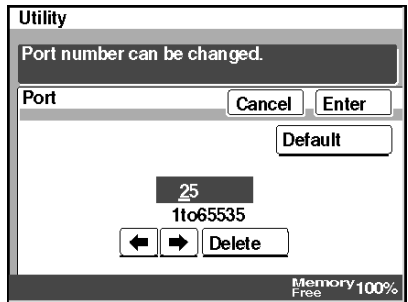 Utility
Port number can be changed.
Port
Cancel Enter
Default
25
1to65535
Delete
Memory Free 100%